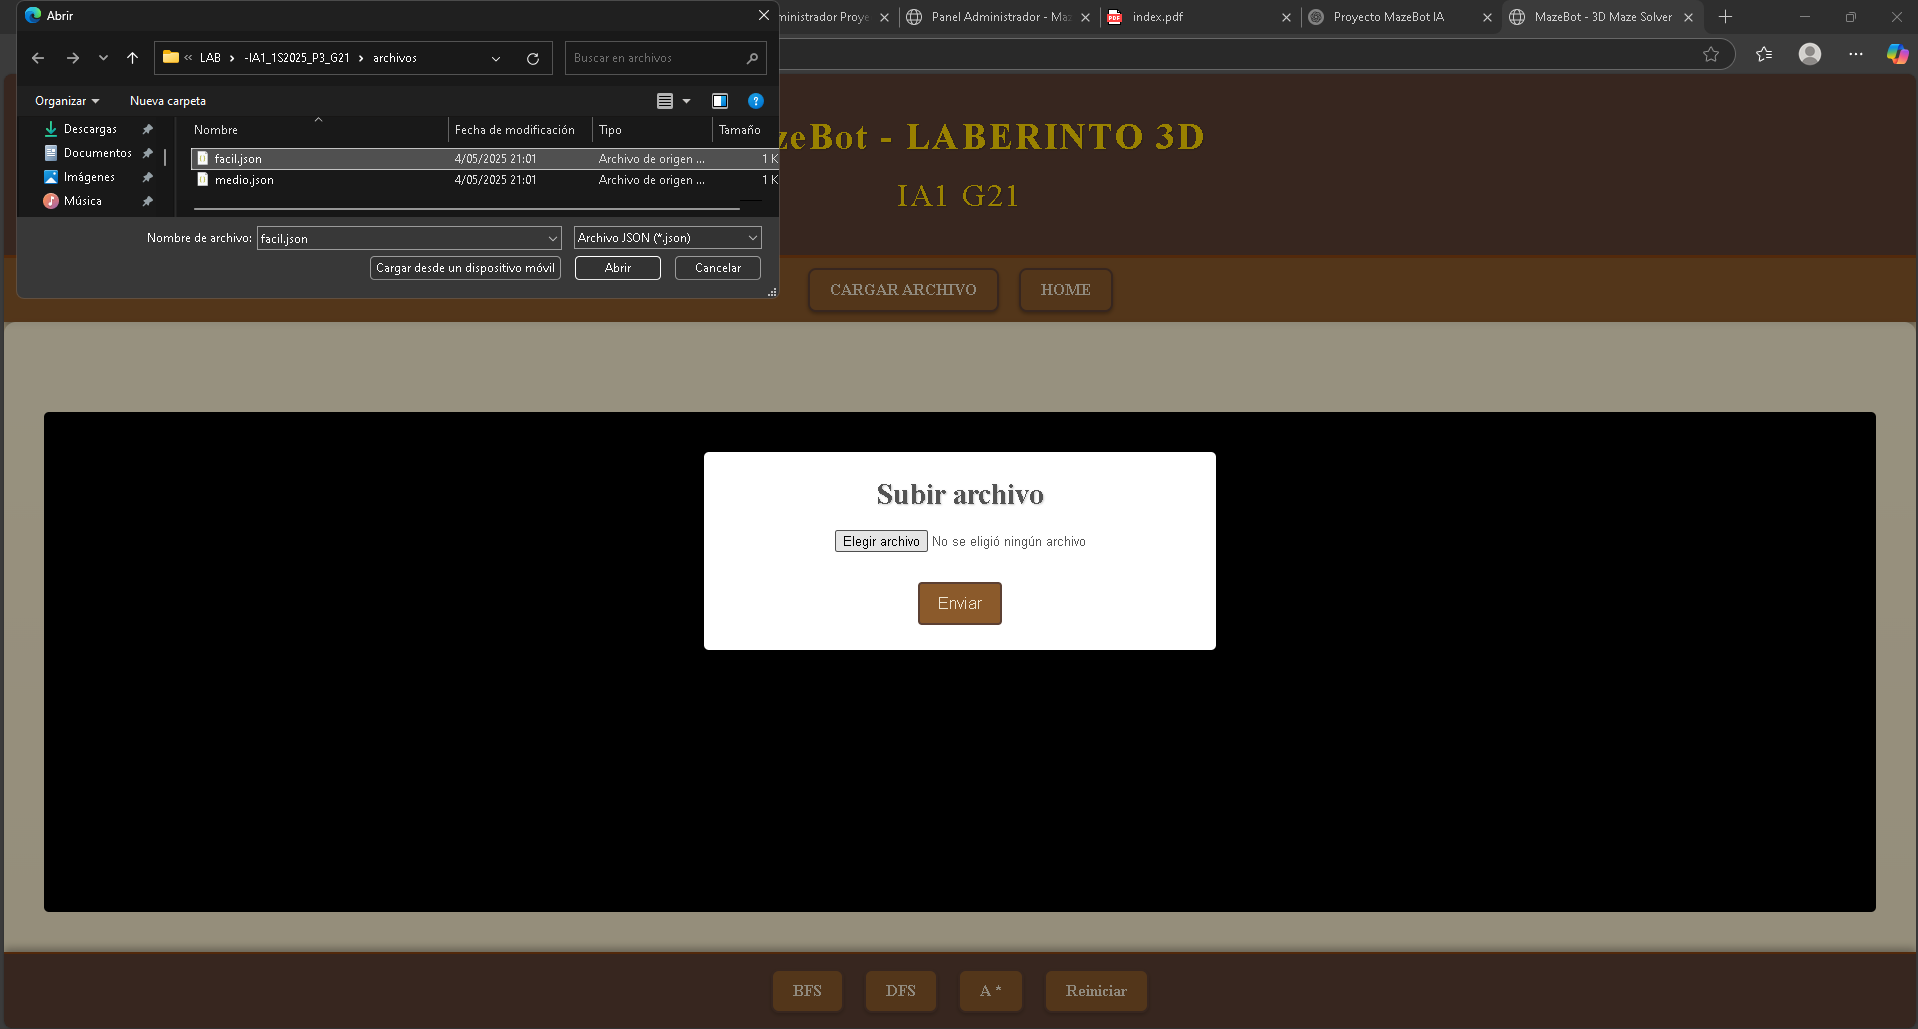 Abrir
ministrador Proye
Panel Administrador - Ma
index.pdf
Proyecto MazeBot IA
MazeBot - 3D Maze Solver
LAB
-IA1_1S2025_P3_G21
archivos
Buscar en archivos
Organizar
Nueva carpeta
Descargas
Documentos
Imágenes
Música
Nombre
Fecha de modificación
Tipo
Tamaño
facil.json
4/05/2025 21:01
Archivo de origen ...
1 K
medio.json
4/05/2025 21:01
Archivo de origen ...
1 K
Nombre de archivo:
facil.json
Archivo JSON (*.json)
Cargar desde un dispositivo móvil
Abrir
Cancelar
zeBot - LABERINTO 3D
IA1 G21
CARGAR ARCHIVO
HOME
Subir archivo
Elegir archivo No se eligió ningún archivo
Enviar
BFS
DFS
A *
Reiniciar